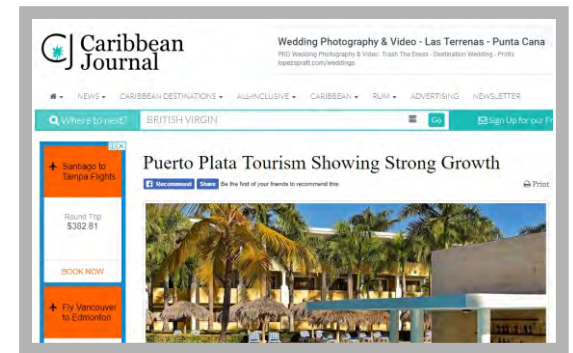 Caribbean
Journal
Wedding Photography & Video - Las Terrenas - Punta Cana
PRO Wedding Photography & Video. Trash The Dress - Destination Wedding - Prints
lopezspratt.com/weddings
NEWS
CARIBBEAN DESTINATIONS
ALL-INCLUSIVE
CARIBBEAN
RUM
ADVERTISING
NEWSLETTER
Where to next?
BRITISH VIRGIN
Go
Sign Up for our Fr
Santiago to
Tampa Flights
Round Trip
$382.81
BOOK NOW
Fly Vancouver
to Edmonton
Puerto Plata Tourism Showing Strong Growth
Recommend Share Be the first of your friends to recommend this
Print